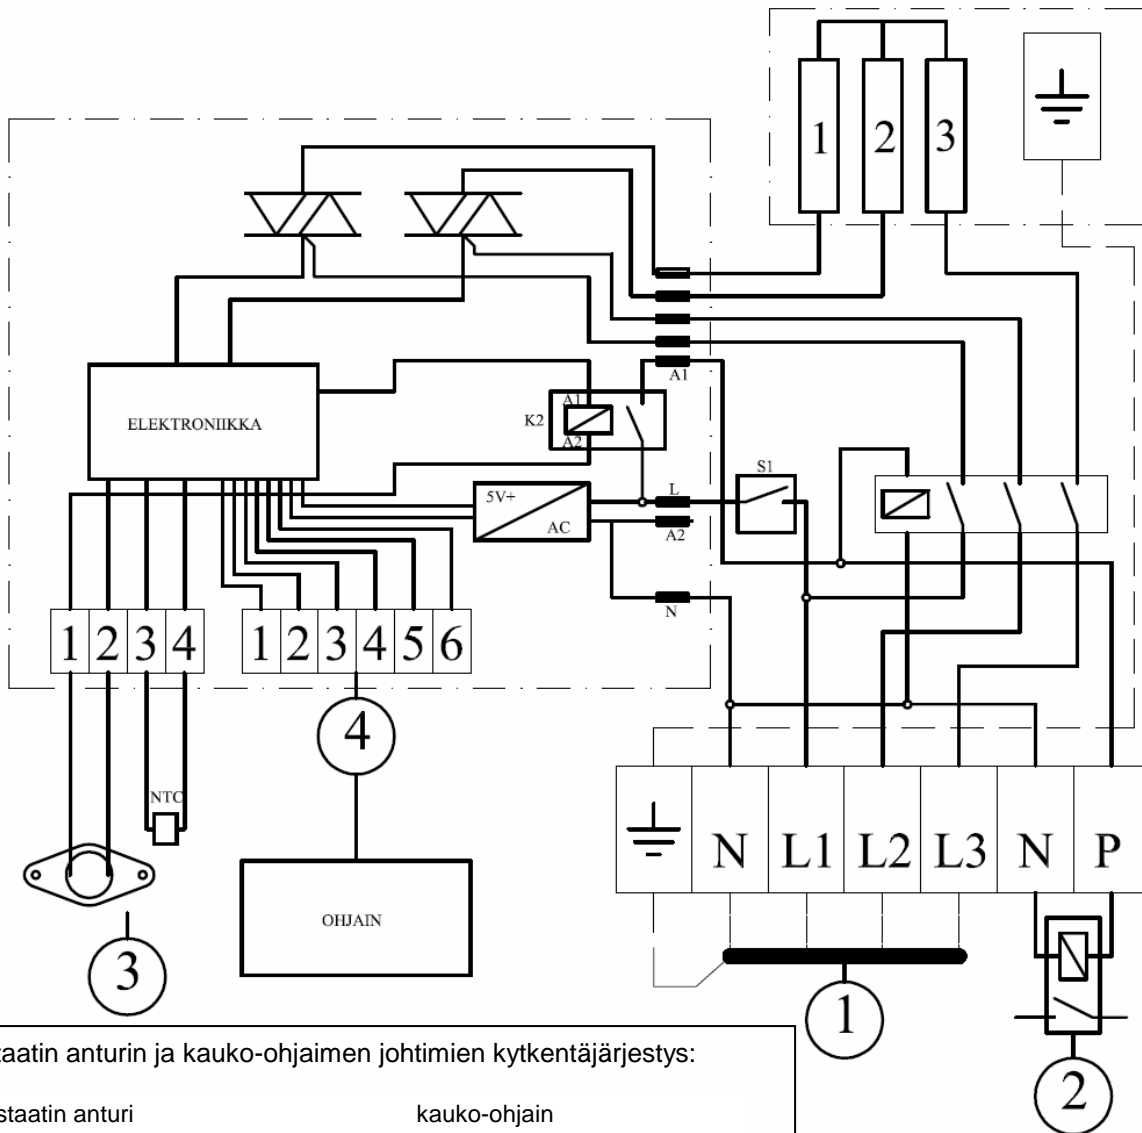 1 2 3
A1
ELEKTRONIIKKA
K2
A1
A2
S1
L
5V+
AC
A2
N
1 2 3 4
1 2 3 4 5 6
4
NTC
N L1 L2 L3 N P
OHJAIN
3
1
2
taatin anturin ja kauko-ohjaimen johtimien kytkentäjärjestys:
staatin anturi kauko-ohjain